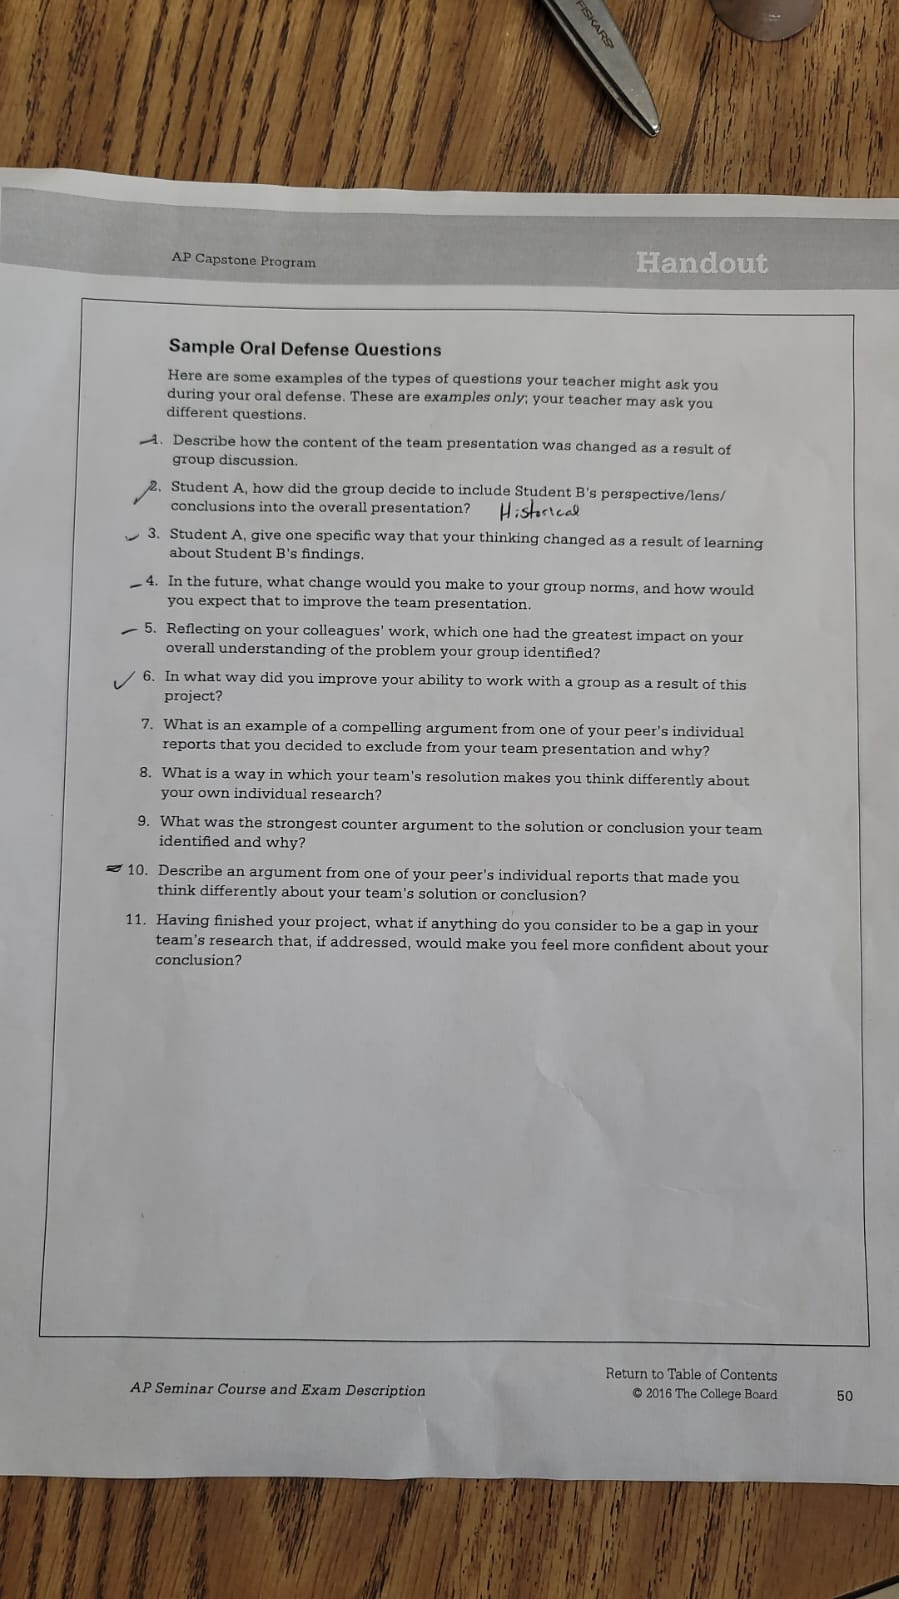 FISKARS
AP Capstone Program
Handout
Sample Oral Defense Questions
Here are some examples of the types of questions your teacher might ask you
during your oral defense. These are examples only; your teacher may ask you
different questions.
1. Describe how the content of the team presentation was changed as a result of
group discussion.
2. Student A, how did the group decide to include Student B's perspective/lens/
conclusions into the overall presentation? Historical
3. Student A, give one specific way that your thinking changed as a result of learning
about Student B's findings.
4. In the future, what change would you make to your group norms, and how would
you expect that to improve the team presentation.
5. Reflecting on your colleagues' work, which one had the greatest impact on your
overall understanding of the problem your group identified?
6. In what way did you improve your ability to work with a group as a result of this
project?
7. What is an example of a compelling argument from one of your peer's individual
reports that you decided to exclude from your team presentation and why?
8. What is a way in which your team's resolution makes you think differently about
your own individual research?
9. What was the strongest counter argument to the solution or conclusion your team
identified and why?
10. Describe an argument from one of your peer's individual reports that made you
think differently about your team's solution or conclusion?
11. Having finished your project, what if anything do you consider to be a gap in your
team's research that, if addressed, would make you feel more confident about your
conclusion?
Return to Table of Contents
AP Seminar Course and Exam Description
© 2016 The College Board
50